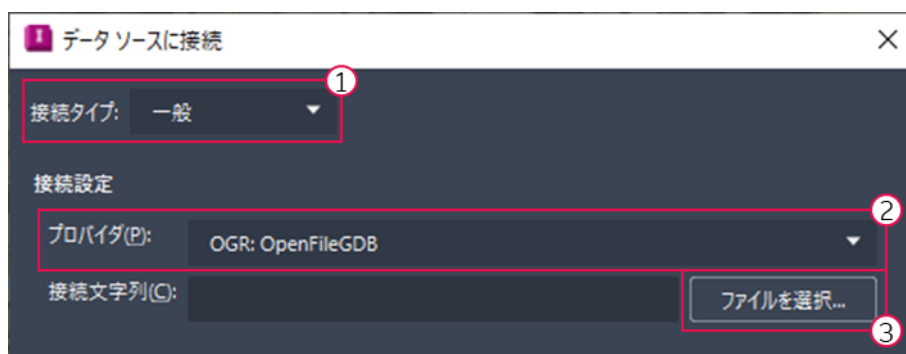 データ ソースに接続
1
接続タイプ: 一般
接続設定
2
プロバイダ(P): OGR: OpenFileGDB
接続文字列(C): ファイルを選択...
3